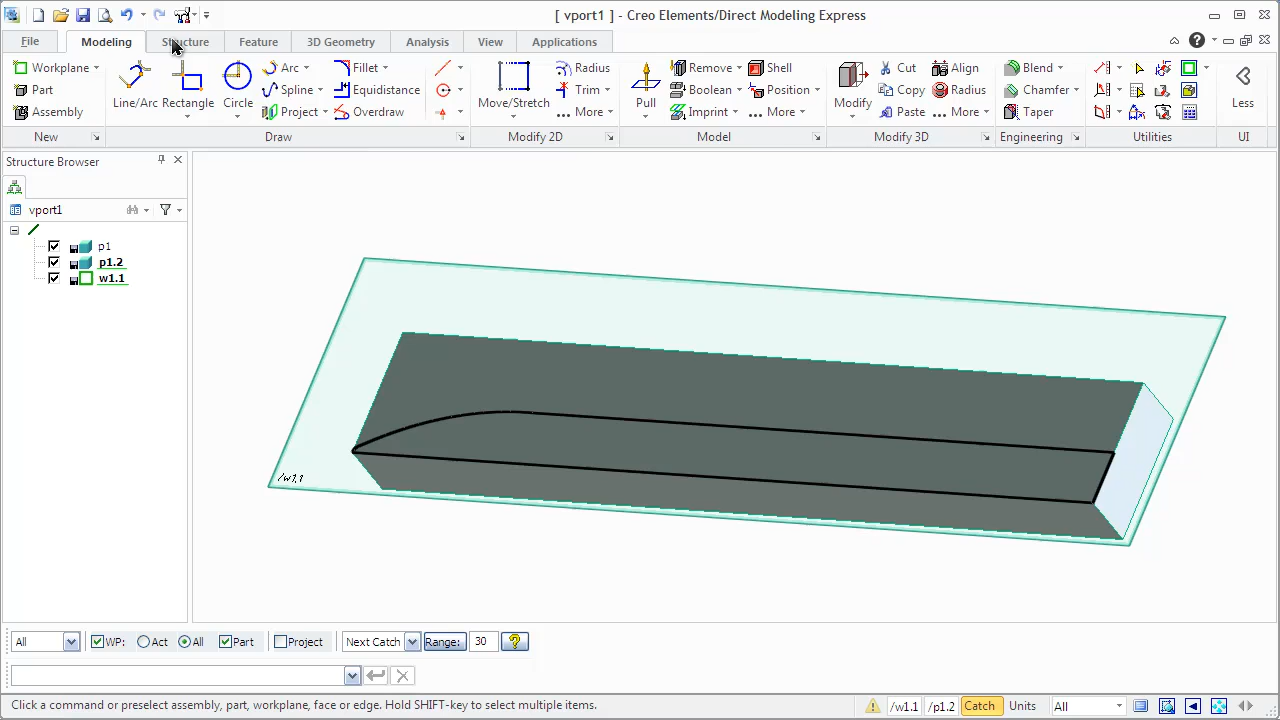 [ vport1 ] - Creo Elements/Direct Modeling Express
File Modeling Structure Feature 3D Geometry Analysis View Applications
Workplane Line/Arc Rectangle Circle Arc Fillet Move/Stretch Radius Pull Remove Shell Modify Cut Align Blend Less
Part Spline Equidistance Trim Boolean Position Copy Radius Chamfer
Assembly Project Overdraw More Imprint More Paste More Taper
New Draw Modify 2D Model Modify 3D Engineering Utilities UI
Structure Browser
vport1
p1
p1.2
w1.1
/w1.1
All WP: Act All Part Project Next Catch Range: 30 ?
Click a command or preselect assembly, part, workplane, face or edge. Hold SHIFT-key to select multiple items. /w1.1 /p1.2 Catch Units All